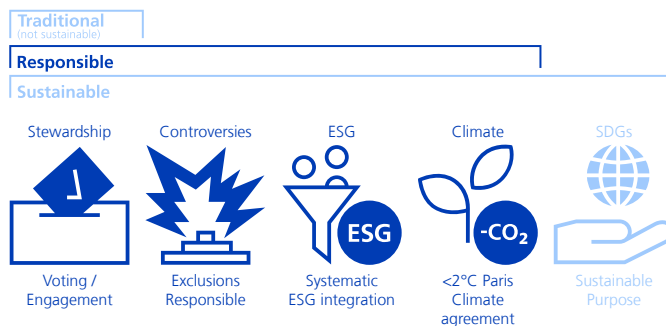 Traditional
(not sustainable)
Responsible
Sustainable
Stewardship
Controversies
ESG
Climate
SDGs
ESG
-CO₂
Voting /
Engagement
Exclusions
Responsible
Systematic
ESG integration
<2°C Paris
Climate
agreement
Sustainable
Purpose